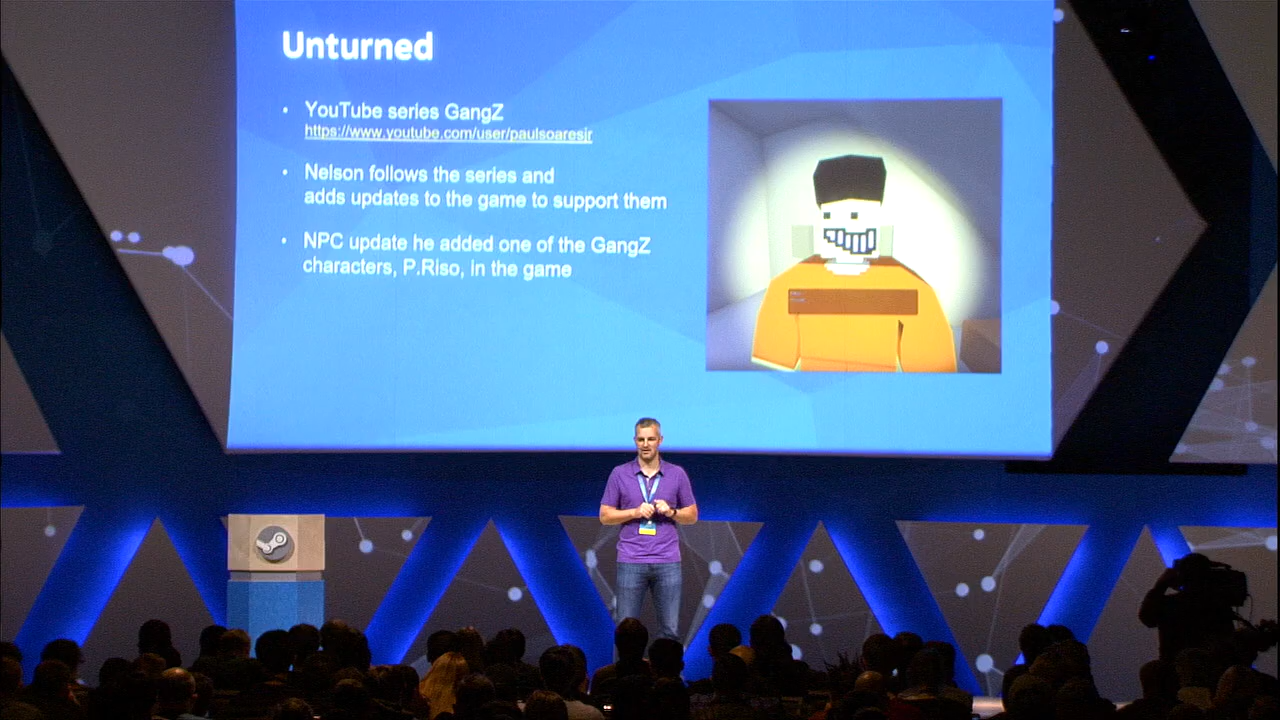 Unturned
• YouTube series GangZ
https://www.youtube.com/user/paulsoaresjr
• Nelson follows the series and
adds updates to the game to support them
• NPC update he added one of the GangZ
characters, P.Riso, in the game